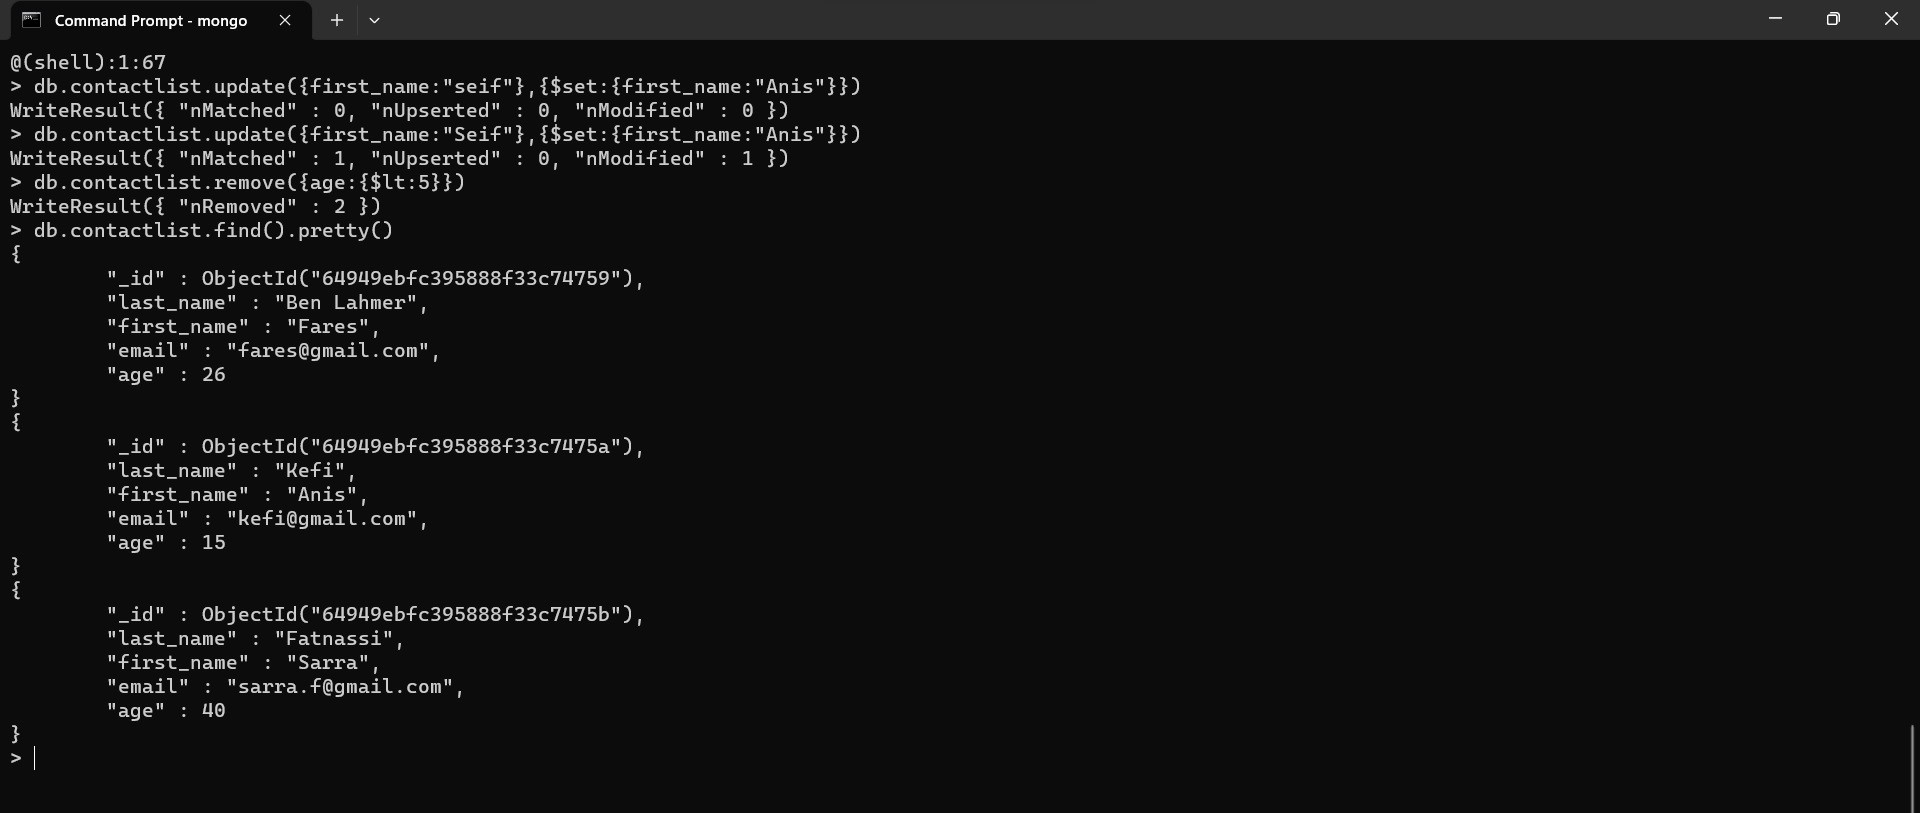 Command Prompt - mongo
@(shell):1:67
> db.contactlist.update({first_name:"seif"},{$set:{first_name:"Anis"}})
WriteResult({ "nMatched" : 0, "nUpserted" : 0, "nModified" : 0 })
> db.contactlist.update({first_name:"Seif"},{$set:{first_name:"Anis"}})
WriteResult({ "nMatched" : 1, "nUpserted" : 0, "nModified" : 1 })
> db.contactlist.remove({age:{$lt:5}})
WriteResult({ "nRemoved" : 2 })
> db.contactlist.find().pretty()
{
        "_id" : ObjectId("64949ebfc395888f33c74759"),
        "last_name" : "Ben Lahmer",
        "first_name" : "Fares",
        "email" : "fares@gmail.com",
        "age" : 26
}
{
        "_id" : ObjectId("64949ebfc395888f33c7475a"),
        "last_name" : "Kefi",
        "first_name" : "Anis",
        "email" : "kefi@gmail.com",
        "age" : 15
}
{
        "_id" : ObjectId("64949ebfc395888f33c7475b"),
        "last_name" : "Fatnassi",
        "first_name" : "Sarra",
        "email" : "sarra.f@gmail.com",
        "age" : 40
}
>